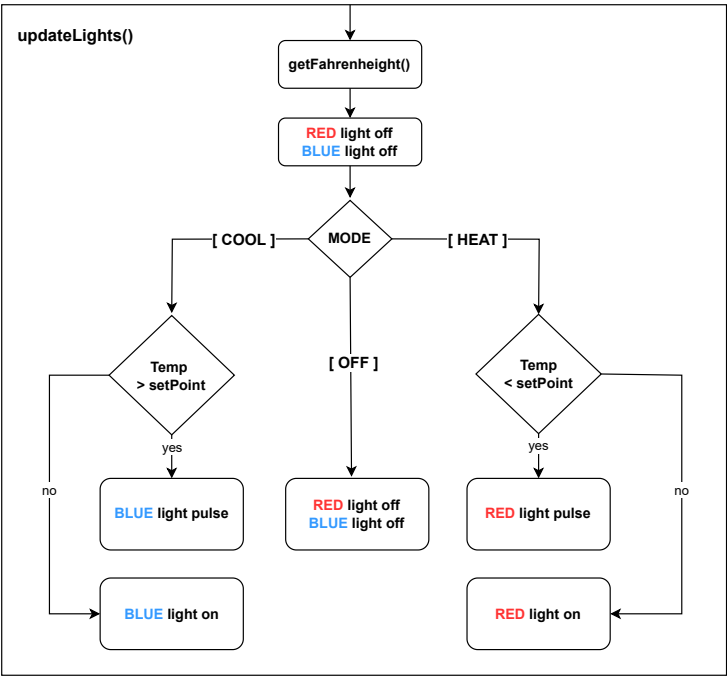 updateLights()
getFahrenheight()
RED light off
BLUE light off
[ COOL ]
MODE
[ HEAT ]
[ OFF ]
Temp
> setPoint
Temp
< setPoint
yes
yes
no
no
BLUE light pulse
RED light off
BLUE light off
RED light pulse
BLUE light on
RED light on